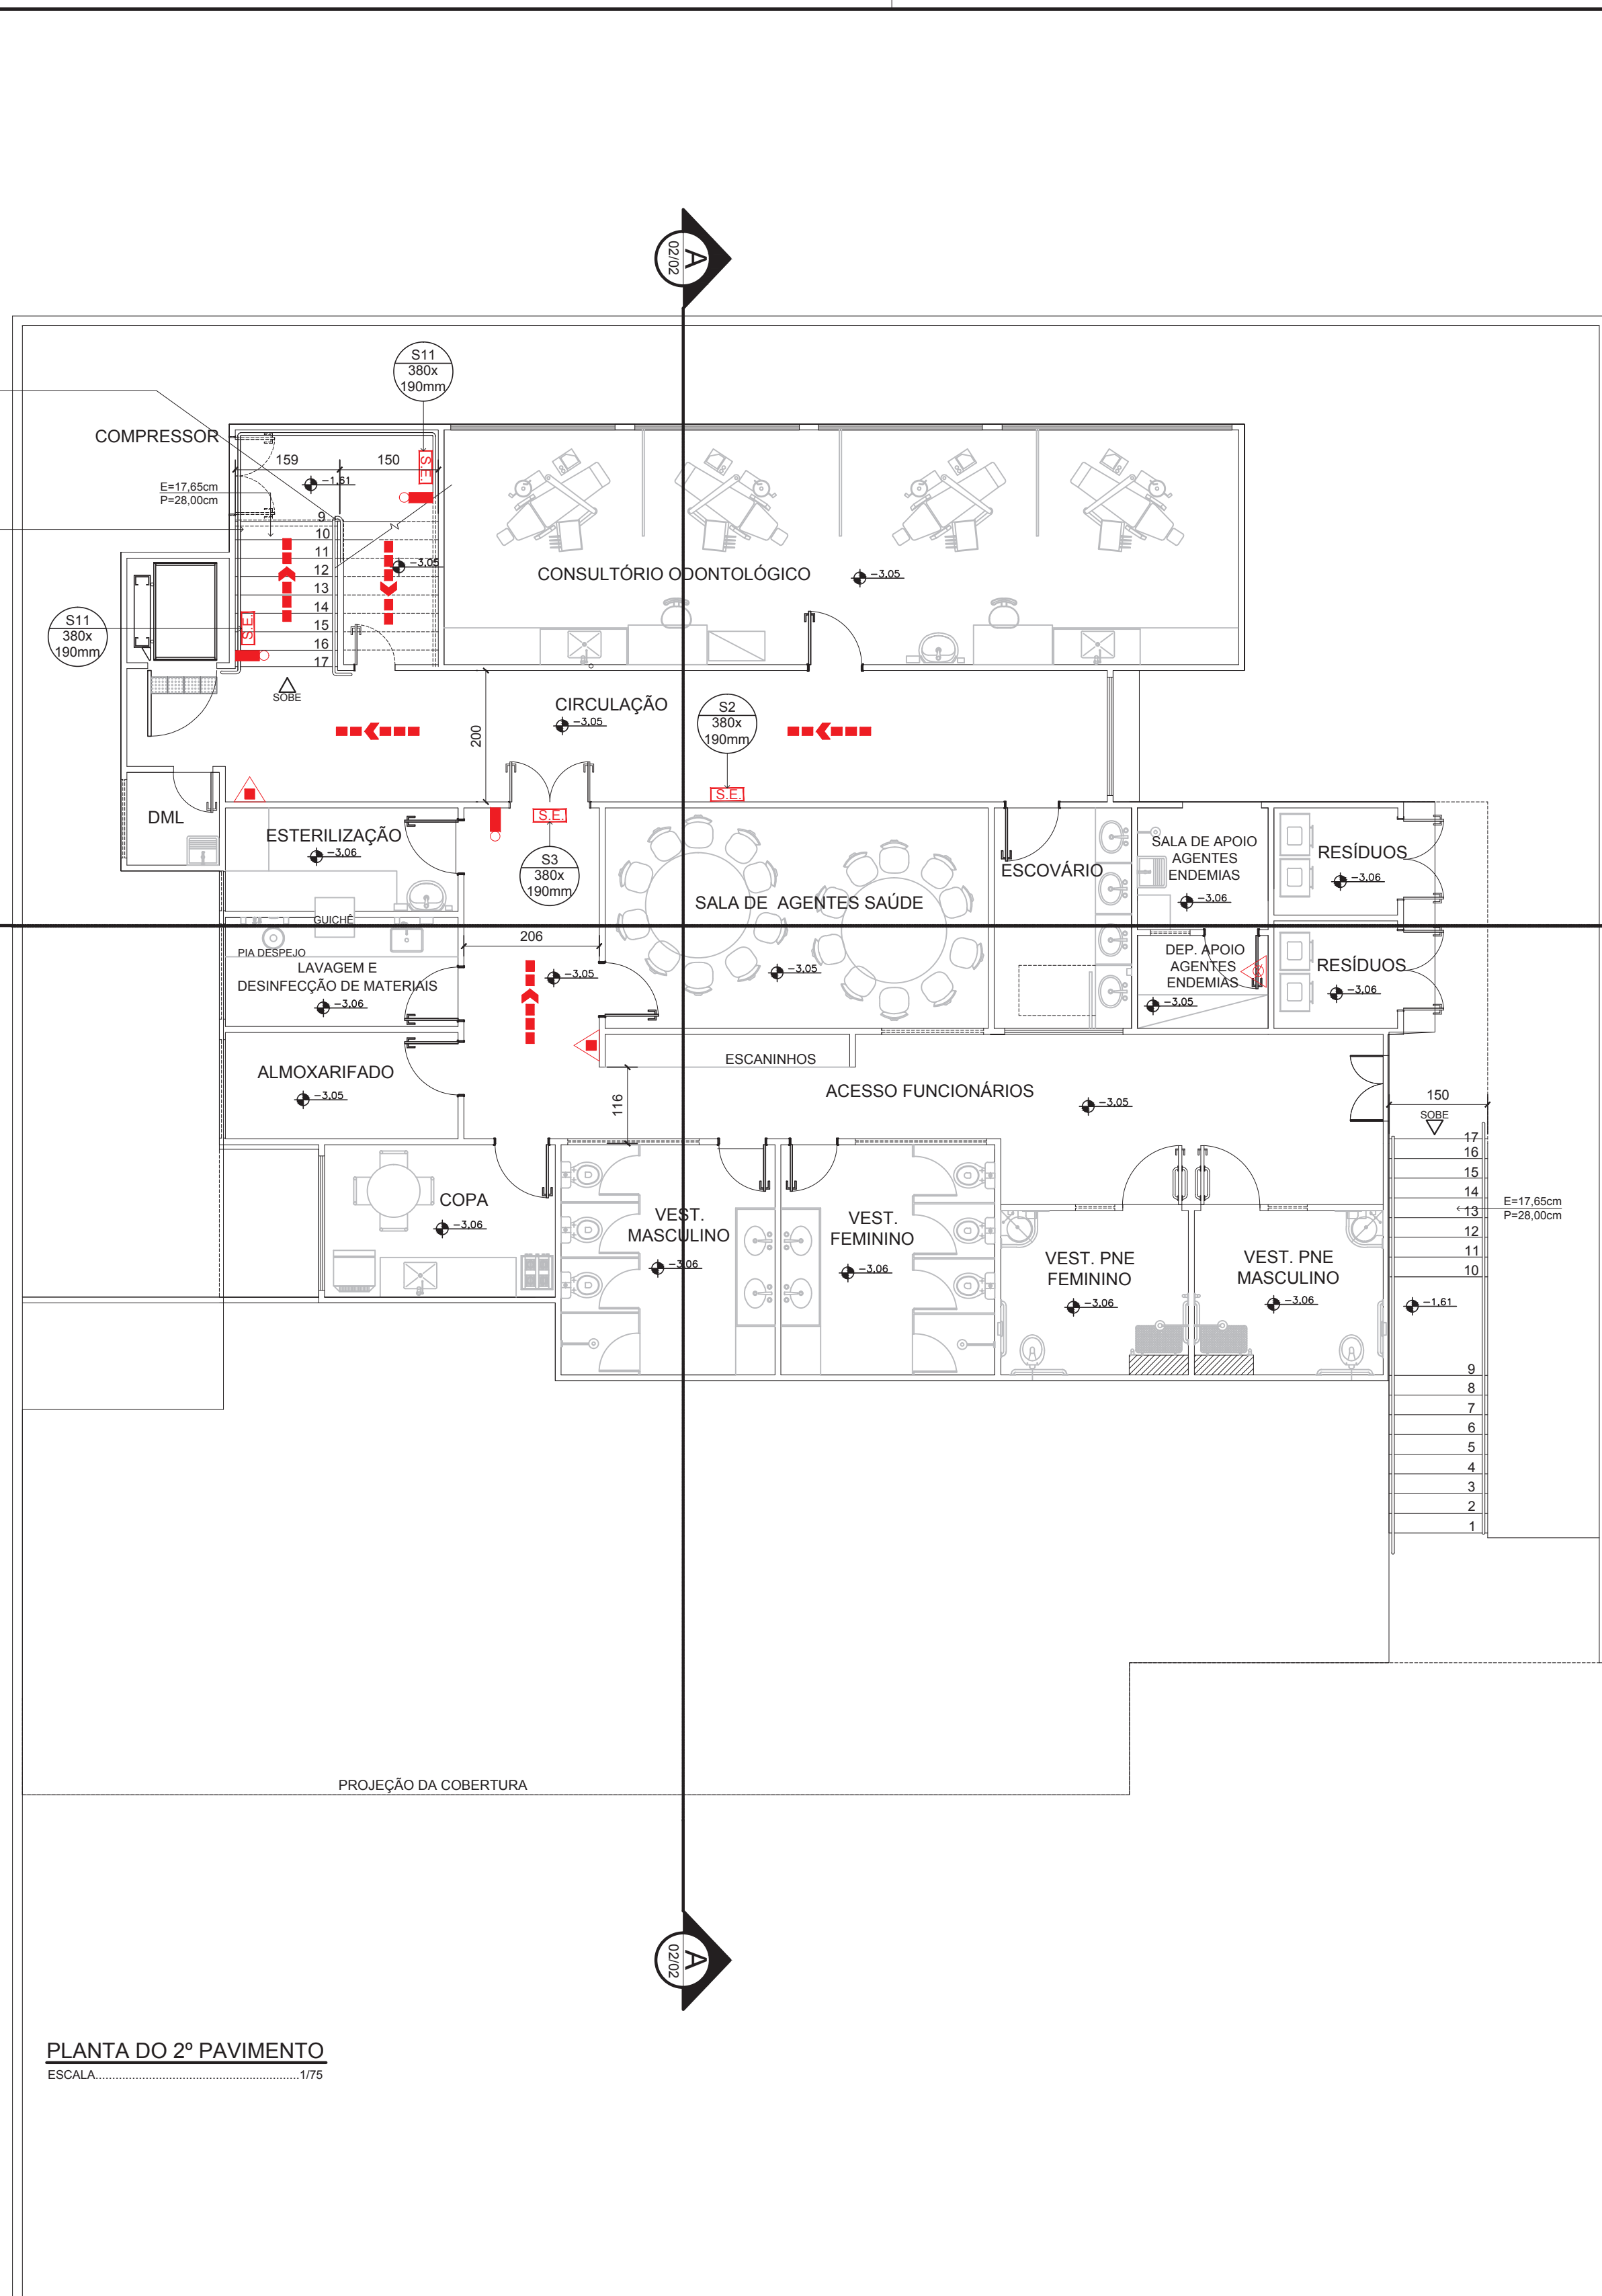 A
02/02
S11
380x
190mm
COMPRESSOR
159
150
S.E.
E=17,65cm
P=28,00cm
-1.61
9
10
11
12
13
14
15
16
17
-3.05
CONSULTÓRIO ODONTOLÓGICO
-3.05
S11
380x
190mm
S.E.
SOBE
CIRCULAÇÃO
-3.05
200
S2
380x
190mm
S.E.
S.E.
DML
ESTERILIZAÇÃO
-3.06
S3
380x
190mm
SALA DE APOIO
AGENTES
ENDEMIAS
-3.06
RESÍDUOS
-3.06
ESCOVÁRIO
SALA DE AGENTES SAÚDE
-3.05
GUICHÊ
206
PIA DESPEJO
LAVAGEM E
DESINFECÇÃO DE MATERIAIS
-3.06
-3.05
DEP. APOIO
AGENTES
ENDEMIAS
-3.05
RESÍDUOS
-3.06
ESCANINHOS
ALMOXARIFADO
-3.05
116
ACESSO FUNCIONÁRIOS
-3.05
150
SOBE
17
16
15
14
13
12
11
10
E=17,65cm
P=28,00cm
-1.61
9
8
7
6
5
4
3
2
1
COPA
-3.06
VEST.
MASCULINO
-3.06
VEST.
FEMININO
-3.06
VEST. PNE
FEMININO
-3.06
VEST. PNE
MASCULINO
-3.06
PROJEÇÃO DA COBERTURA
A
02/02
PLANTA DO 2º PAVIMENTO
ESCALA............................................................1/75